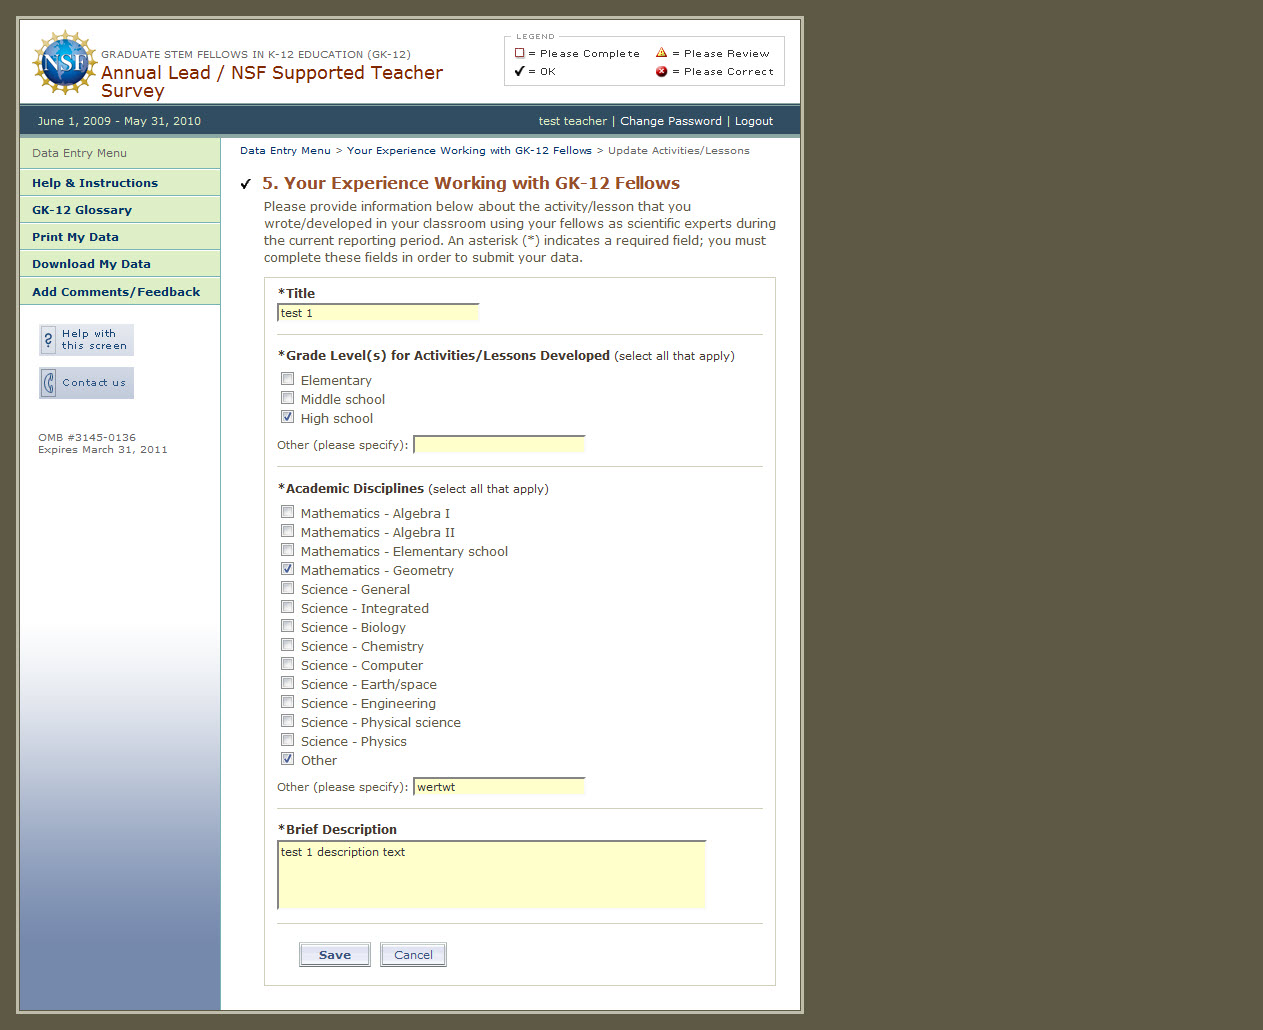 NSF
GRADUATE STEM FELLOWS IN K-12 EDUCATION (GK-12)
Annual Lead / NSF Supported Teacher
Survey
LEGEND
= Please Complete
= Please Review
= OK
= Please Correct
June 1, 2009 - May 31, 2010
test teacher | Change Password | Logout
Data Entry Menu
Help & Instructions
GK-12 Glossary
Print My Data
Download My Data
Add Comments/Feedback
? Help with
this screen
Contact us
OMB #3145-0136
Expires March 31, 2011
Data Entry Menu > Your Experience Working with GK-12 Fellows > Update Activities/Lessons
5. Your Experience Working with GK-12 Fellows
Please provide information below about the activity/lesson that you
wrote/developed in your classroom using your fellows as scientific experts during
the current reporting period. An asterisk (*) indicates a required field; you must
complete these fields in order to submit your data.
*Title
test 1
*Grade Level(s) for Activities/Lessons Developed (select all that apply)
Elementary
Middle school
High school
Other (please specify):
*Academic Disciplines (select all that apply)
Mathematics - Algebra I
Mathematics - Algebra II
Mathematics - Elementary school
Mathematics - Geometry
Science - General
Science - Integrated
Science - Biology
Science - Chemistry
Science - Computer
Science - Earth/space
Science - Engineering
Science - Physical science
Science - Physics
Other
Other (please specify): wertwt
*Brief Description
test 1 description text
Save
Cancel